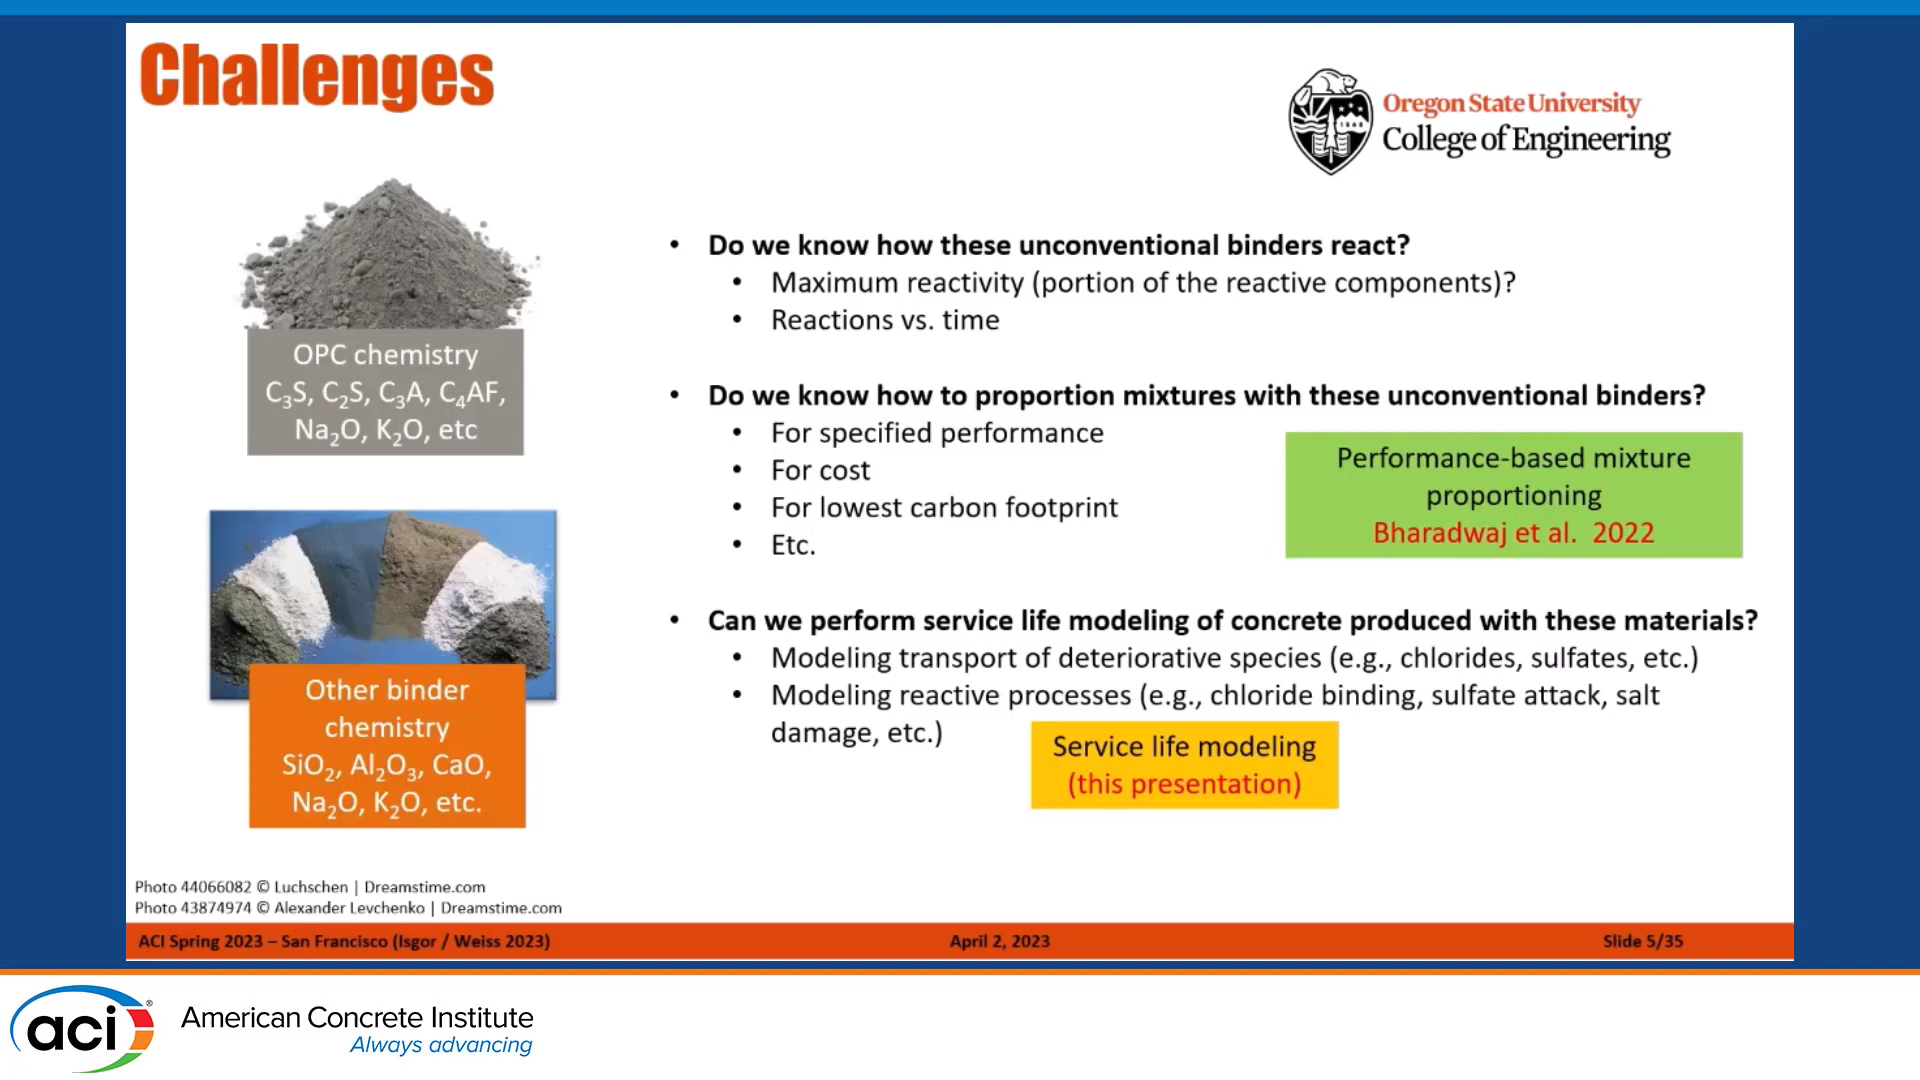 Challenges
Oregon State University
College of Engineering
OPC chemistry
C₃S, C₂S, C₃A, C₄AF,
Na₂O, K₂O, etc
Other binder
chemistry
SiO₂, Al₂O₃, CaO,
Na₂O, K₂O, etc.
• Do we know how these unconventional binders react?
• Maximum reactivity (portion of the reactive components)?
• Reactions vs. time
• Do we know how to proportion mixtures with these unconventional binders?
• For specified performance
• For cost
• For lowest carbon footprint
• Etc.
Performance-based mixture
proportioning
Bharadwaj et al. 2022
• Can we perform service life modeling of concrete produced with these materials?
• Modeling transport of deteriorative species (e.g., chlorides, sulfates, etc.)
• Modeling reactive processes (e.g., chloride binding, sulfate attack, salt
damage, etc.)
Service life modeling
(this presentation)
Photo 44066082 © Luchschen | Dreamstime.com
Photo 43874974 © Alexander Levchenko | Dreamstime.com
ACI Spring 2023 – San Francisco (Isgor / Weiss 2023)
April 2, 2023
Slide 5/35
aci®
American Concrete Institute
Always advancing